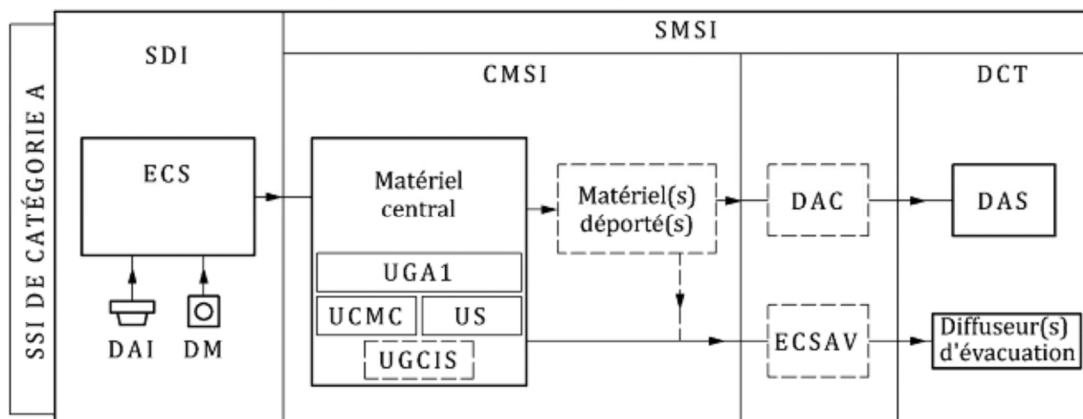 SSI DE CATÉGORIE A
SDI
SMSI
CMSI
DCT
ECS
Matériel
central
Matériel(s)
déporté(s)
DAC
DAS
UGA1
UCMC
US
UGCIS
DAI
DM
ECSAV
Diffuseur(s)
d'évacuation